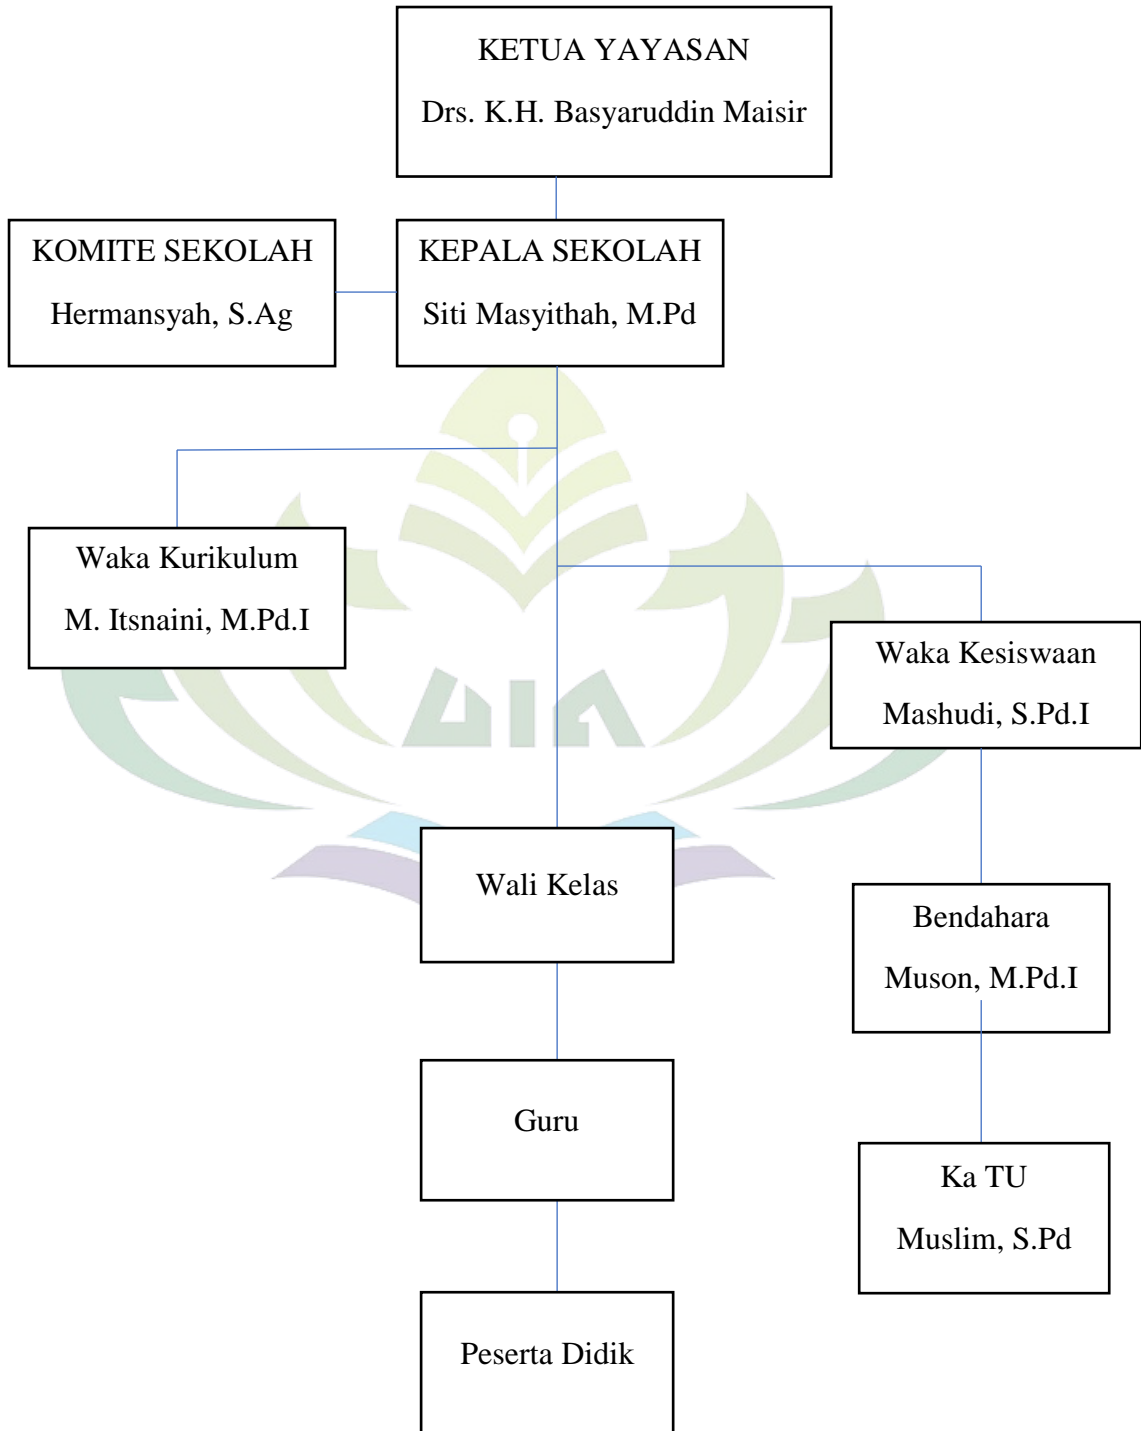 KETUA YAYASAN
Drs. K.H. Basyaruddin Maisir
KOMITE SEKOLAH
Hermansyah, S.Ag
KEPALA SEKOLAH
Siti Masyithah, M.Pd
Waka Kurikulum
M. Itsnaini, M.Pd.I
Waka Kesiswaan
Mashudi, S.Pd.I
UIN
Wali Kelas
Bendahara
Muson, M.Pd.I
Guru
Ka TU
Muslim, S.Pd
Peserta Didik